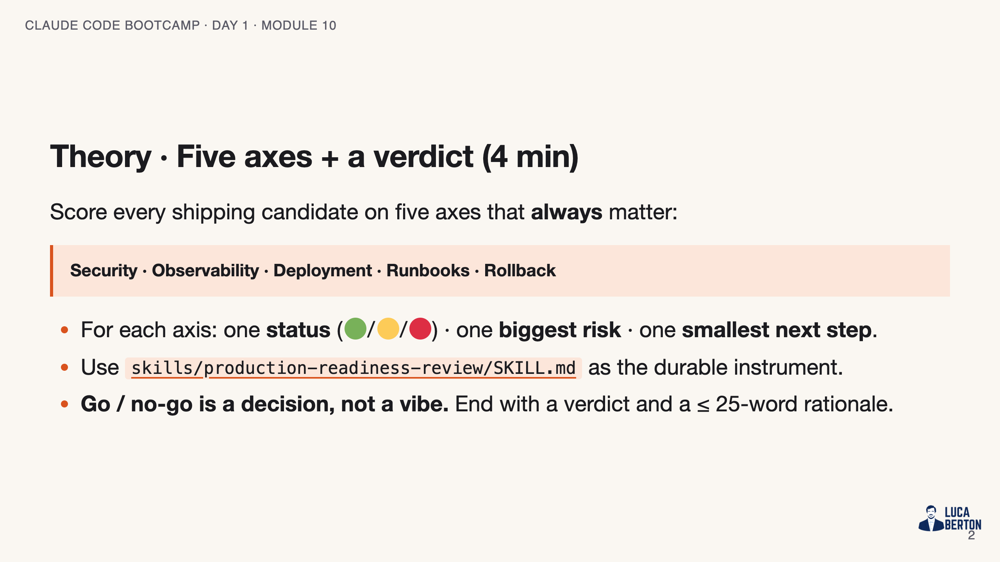 CLAUDE CODE BOOTCAMP · DAY 1 · MODULE 10
Theory · Five axes + a verdict (4 min)
Score every shipping candidate on five axes that always matter:
Security · Observability · Deployment · Runbooks · Rollback
• For each axis: one status (🟢/🟡/🔴) · one biggest risk · one smallest next step.
• Use skills/production-readiness-review/SKILL.md as the durable instrument.
• Go / no-go is a decision, not a vibe. End with a verdict and a ≤ 25-word rationale.
LUCA
BERTON
2